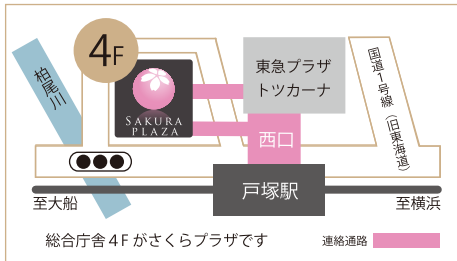 4F
柏尾川
SAKURA
PLAZA
東急プラザ
トツカーナ
国道1号線（旧東海道）
西口
戸塚駅
至大船
至横浜
総合庁舎4Fがさくらプラザです
連絡通路